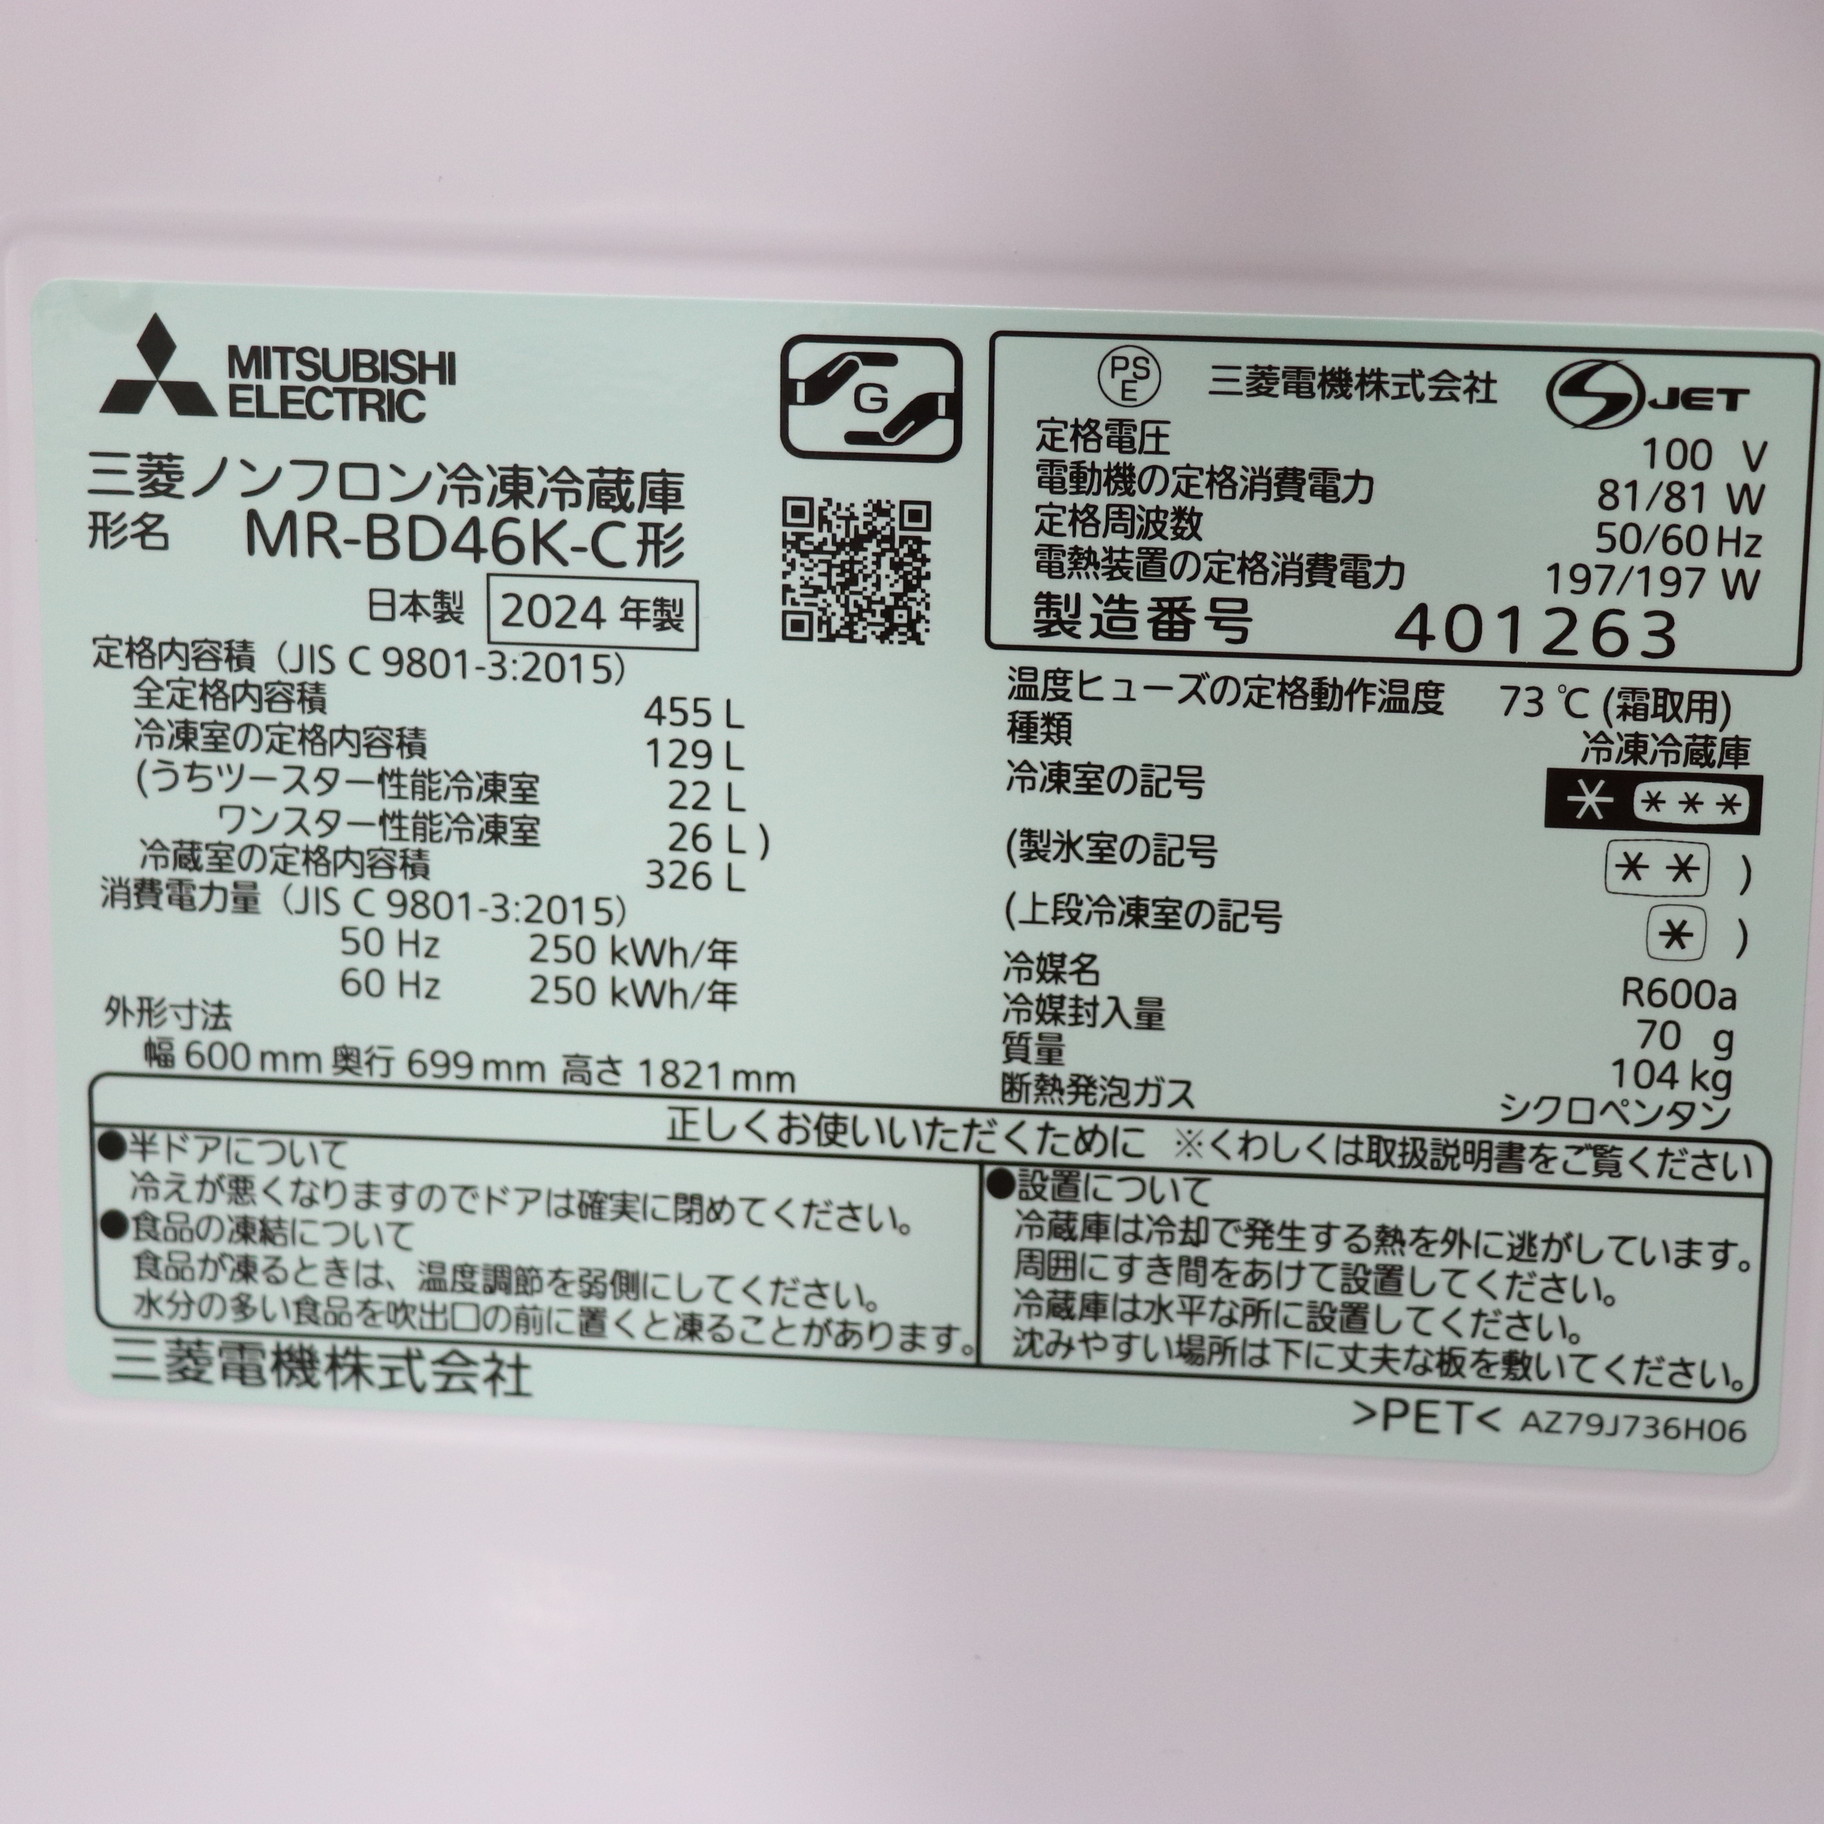 MITSUBISHI
ELECTRIC
三菱ノンフロン冷凍冷蔵庫
形名 MR-BD46K-C形
日本製 2024 年製
定格内容積（JIS C 9801-3:2015）
全定格内容積 455 L
冷凍室の定格内容積 129 L
(うちツースター性能冷凍室 22 L
ワンスター性能冷凍室 26 L )
冷蔵室の定格内容積 326 L
消費電力量（JIS C 9801-3:2015）
50 Hz 250 kWh/年
60 Hz 250 kWh/年
外形寸法
幅 600 mm 奥行 699 mm 高さ 1821 mm
G
PS
E
三菱電機株式会社
S JET
定格電圧 100 V
電動機の定格消費電力 81/81 W
定格周波数 50/60 Hz
電熱装置の定格消費電力 197/197 W
製造番号 401263
温度ヒューズの定格動作温度 73 ℃ (霜取用)
種類 冷凍冷蔵庫
冷凍室の記号 * ***
(製氷室の記号 ** )
(上段冷凍室の記号 * )
冷媒名 R600a
冷媒封入量 70 g
質量 104 kg
断熱発泡ガス シクロペンタン
正しくお使いいただくために ※くわしくは取扱説明書をご覧ください
●半ドアについて
冷えが悪くなりますのでドアは確実に閉めてください。
●食品の凍結について
食品が凍るときは、温度調節を弱側にしてください。
水分の多い食品を吹出口の前に置くと凍ることがあります。
●設置について
冷蔵庫は冷却で発生する熱を外に逃がしています。
周囲にすき間をあけて設置してください。
冷蔵庫は水平な所に設置してください。
沈みやすい場所は下に丈夫な板を敷いてください。
三菱電機株式会社
>PET< AZ79J736H06